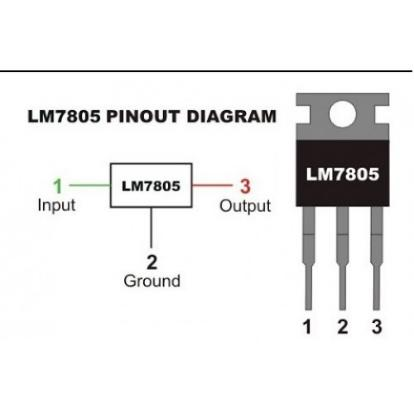 LM7805 PINOUT DIAGRAM
LM7805
1 LM7805 3
Input Output
2
Ground
1 2 3